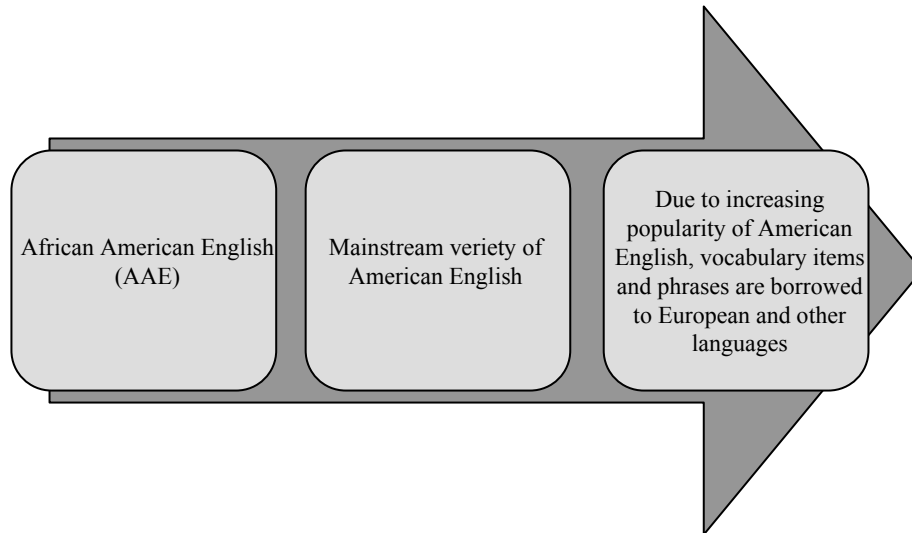 African American English
(AAE)
Mainstream veriety of
American English
Due to increasing
popularity of American
English, vocabulary items
and phrases are borrowed
to European and other
languages